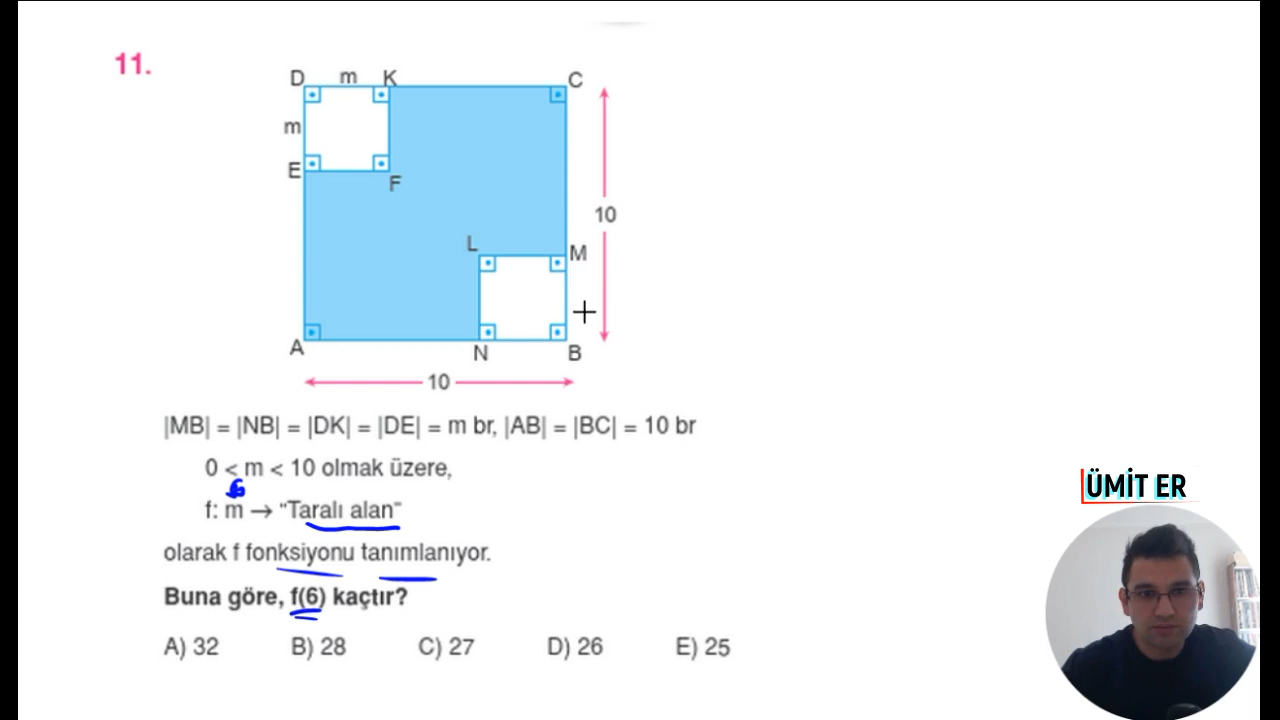 11.
D m K C
m
E
F
10
L M
A
N B
10
|MB| = |NB| = |DK| = |DE| = m br, |AB| = |BC| = 10 br
0 < m < 10 olmak üzere,
6
f: m → "Taralı alan"
olarak f fonksiyonu tanımlanıyor.
Buna göre, f(6) kaçtır?
A) 32 B) 28 C) 27 D) 26 E) 25
ÜMİT ER